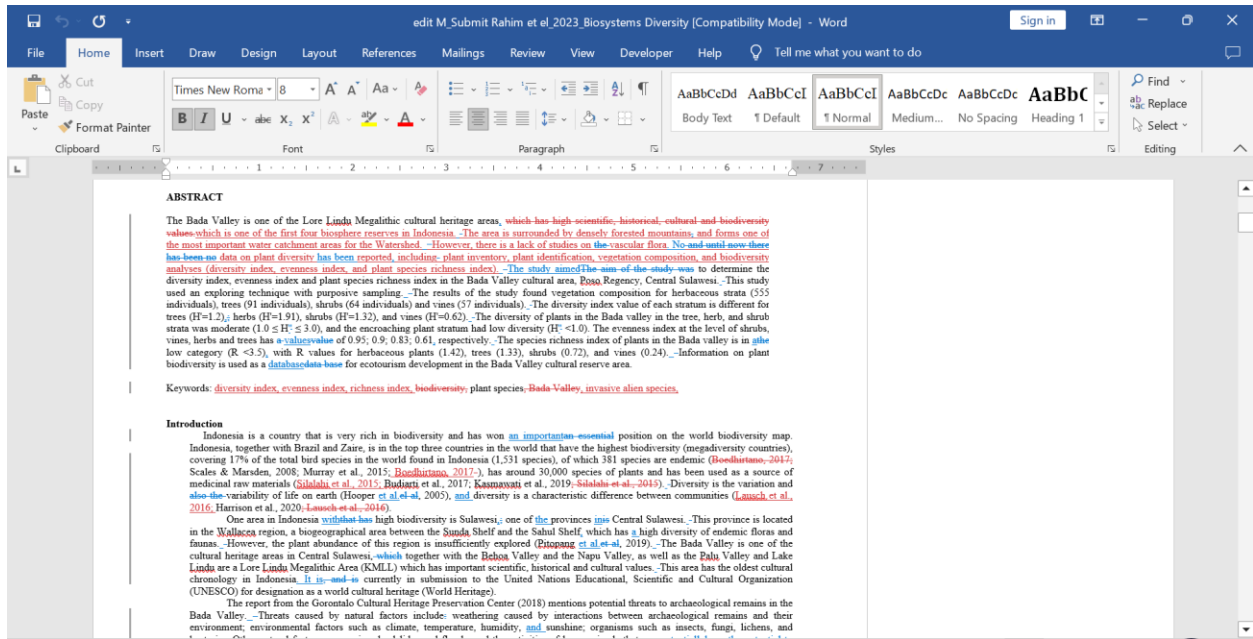 edit M_Submit Rahim et el_2023_Biosystems Diversity [Compatibility Mode] - Word
Sign in
File Home Insert Draw Design Layout References Mailings Review View Developer Help Tell me what you want to do
Cut
Copy
Paste
Format Painter
Clipboard
Times New Roma 8
Font
Paragraph
AaBbCcDd AaBbCcI AaBbCcI AaBbCcDc AaBbCcDc AaBbC
Body Text ¶ Default ¶ Normal Medium... No Spacing Heading 1
Styles
Find
Replace
Select
Editing
1 2 3 4 5 6 7
ABSTRACT
The Bada Valley is one of the Lore Lindu Megalithic cultural heritage areas, which has high scientific, historical, cultural and biodiversity
values which is one of the first four biosphere reserves in Indonesia. The area is surrounded by densely forested mountains, and forms one of
the most important water catchment areas for the Watershed. However, there is a lack of studies on the vascular flora. No and until now there
has been no data on plant diversity has been reported, including- plant inventory, plant identification, vegetation composition, and biodiversity
analyses (diversity index, evenness index, and plant species richness index). The study aimedThe aim of the study was to determine the
diversity index, evenness index and plant species richness index in the Bada Valley cultural area, Poso Regency, Central Sulawesi. This study
used an exploring technique with purposive sampling. The results of the study found vegetation composition for herbaceous strata (555
individuals), trees (91 individuals), shrubs (64 individuals) and vines (57 individuals). The diversity index value of each stratum is different for
trees (H'=1.2),; herbs (H'=1.91), shrubs (H'=1.32), and vines (H'=0.62). The diversity of plants in the Bada valley in the tree, herb, and shrub
strata was moderate (1.0 ≤ H' ≤ 3.0), and the encroaching plant stratum had low diversity (H' <1.0). The evenness index at the level of shrubs,
vines, herbs and trees has a valuesvalue of 0.95; 0.9; 0.83; 0.61, respectively. The species richness index of plants in the Bada valley is in athe
low category (R <3.5), with R values for herbaceous plants (1.42), trees (1.33), shrubs (0.72), and vines (0.24). Information on plant
biodiversity is used as a databasedata base for ecotourism development in the Bada Valley cultural reserve area.
Keywords: diversity index, evenness index, richness index, biodiversity, plant species, Bada Valley, invasive alien species.
Introduction
Indonesia is a country that is very rich in biodiversity and has won an importantan essential position on the world biodiversity map.
Indonesia, together with Brazil and Zaire, is in the top three countries in the world that have the highest biodiversity (megadiversity countries),
covering 17% of the total bird species in the world found in Indonesia (1,531 species), of which 381 species are endemic (Boedhirtano, 2017;
Scales & Marsden, 2008; Murray et al., 2015; Boedhirtano, 2017 ), has around 30,000 species of plants and has been used as a source of
medicinal raw materials (Silalahi et al., 2015; Budiarti et al., 2017; Kasmawati et al., 2019; Silalahi et al., 2015). Diversity is the variation and
also the variability of life on earth (Hooper et al.el al, 2005), and diversity is a characteristic difference between communities (Lausch et al.,
2016; Harrison et al., 2020; Lausch et al., 2016).
One area in Indonesia withthat has high biodiversity is Sulawesi,; one of the provinces inis Central Sulawesi. This province is located
in the Wallacea region, a biogeographical area between the Sunda Shelf and the Sahul Shelf, which has a high diversity of endemic floras and
faunas. However, the plant abundance of this region is insufficiently explored (Pitopang et al.et al, 2019). The Bada Valley is one of the
cultural heritage areas in Central Sulawesi, which together with the Behoa Valley and the Napu Valley, as well as the Palu Valley and Lake
Lindu are a Lore Lindu Megalithic Area (KMLL) which has important scientific, historical and cultural values. This area has the oldest cultural
chronology in Indonesia. It is, and is currently in submission to the United Nations Educational, Scientific and Cultural Organization
(UNESCO) for designation as a world cultural heritage (World Heritage).
The report from the Gorontalo Cultural Heritage Preservation Center (2018) mentions potential threats to archaeological remains in the
Bada Valley. Threats caused by natural factors include: weathering caused by interactions between archaeological remains and their
environment; environmental factors such as climate, temperature, humidity, and sunshine; organisms such as insects, fungi, lichens, and